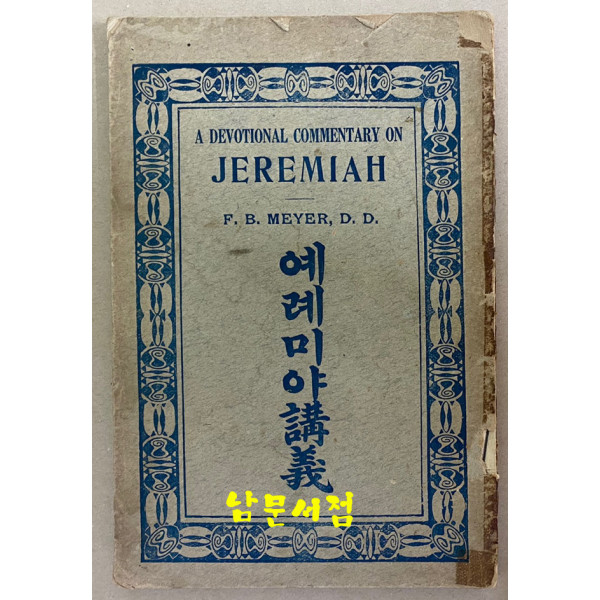 A DEVOTIONAL COMMENTARY ON
JEREMIAH
F. B. MEYER, D. D.
예레미야講義
남문서점